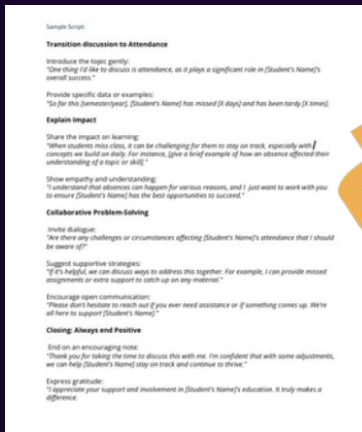 Sample Script:
Transition discussion to Attendance
Introduce the topic gently:
"One thing I'd like to discuss is attendance, as it plays a significant role in [Student's Name]'s
overall success."
Provide specific data or examples:
"So far this [semester/year], [Student's Name] has missed [X days] and has been tardy [X times].
Explain Impact
Share the impact on learning:
"When students miss class, it can be challenging for them to stay on track, especially with
concepts we build on daily. For instance, [give a brief example of how an absence affected their
understanding of a topic or skill]."
Show empathy and understanding:
"I understand that absences can happen for various reasons, and I just want to work with you
to ensure [Student's Name] has the best opportunities to succeed."
Collaborative Problem-Solving
Invite dialogue:
"Are there any challenges or circumstances affecting [Student's Name]'s attendance that I should
be aware of?"
Suggest supportive strategies:
"If it's helpful, we can discuss ways to address this together. For example, I can provide missed
assignments or extra support to catch up on any material."
Encourage open communication:
"Please don't hesitate to reach out if you ever need assistance or if something comes up. We're
all here to support [Student's Name]."
Closing: Always end Positive
End on an encouraging note:
"Thank you for taking the time to discuss this with me. I'm confident that with some adjustments,
we can help [Student's Name] stay on track and continue to thrive."
Express gratitude:
"I appreciate your support and involvement in [Student's Name]'s education. It truly makes a
difference.